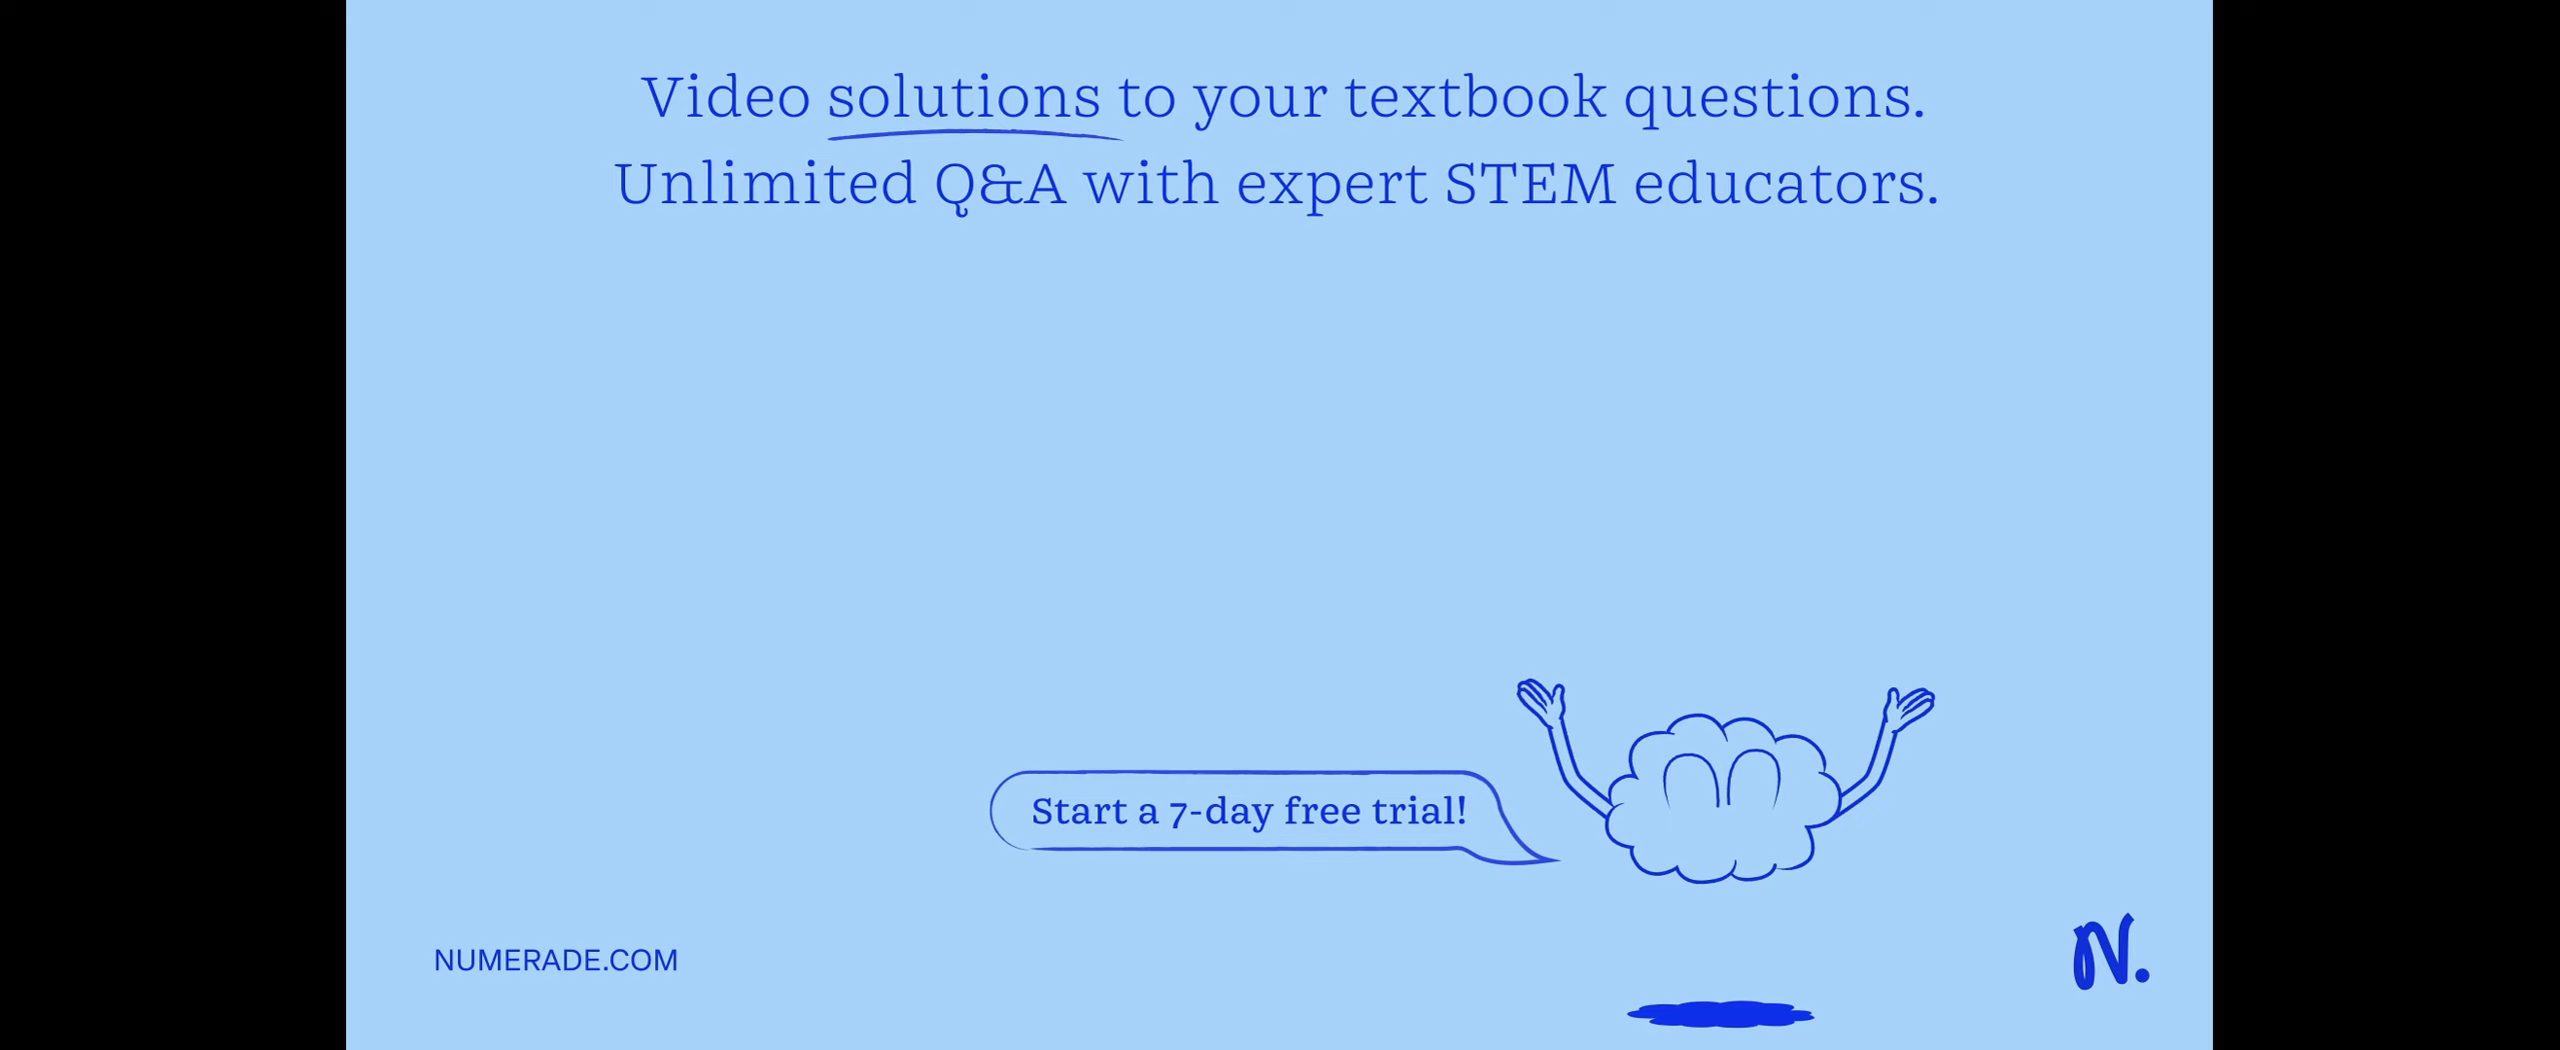 Video solutions to your textbook questions.
Unlimited Q&A with expert STEM educators.
Start a 7-day free trial!
NUMERADE.COM
N.